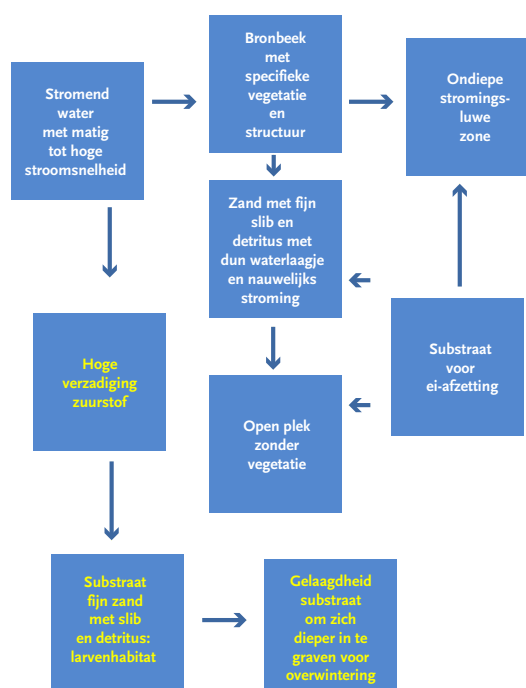 Stromend
water
met matig
tot hoge
stroomsnelheid
Bronbeek
met
specifieke
vegetatie
en
structuur
Ondiepe
stromings-
luwe
zone
Zand met fijn
slib en
detritus met
dun waterlaagje
en nauwelijks
stroming
Hoge
verzadiging
zuurstof
Substraat
voor
ei-afzetting
Open plek
zonder
vegetatie
Substraat
fijn zand
met slib
en detritus:
larvenhabitat
Gelaagdheid
substraat
om zich
dieper in te
graven voor
overwintering